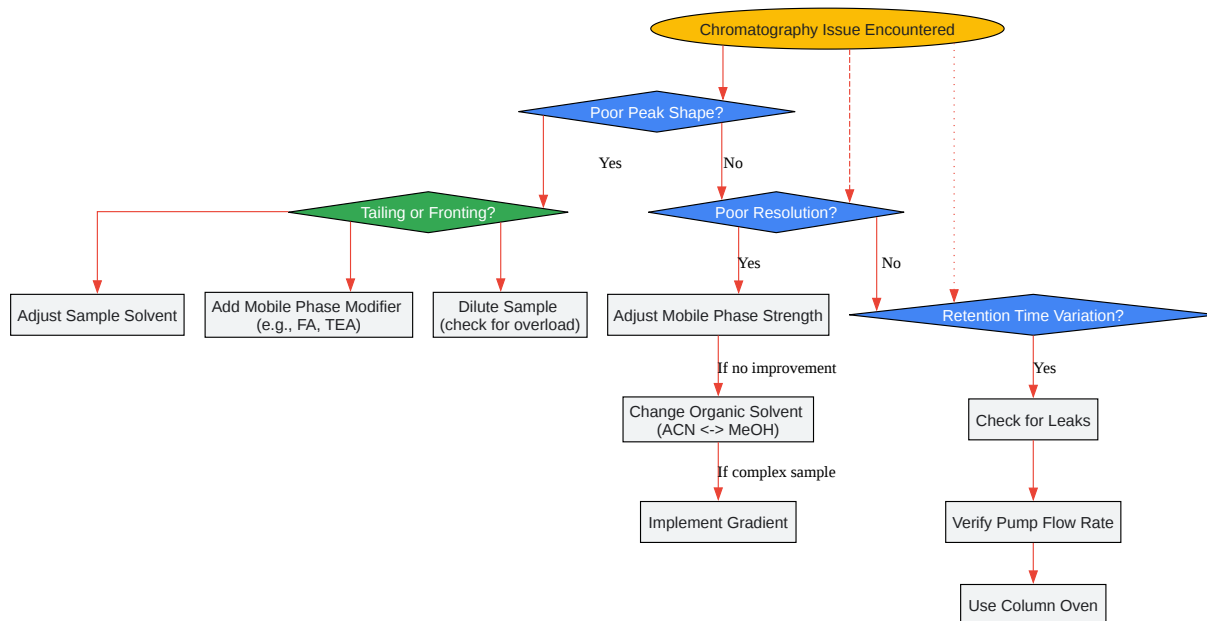 Chromatography Issue Encountered
Poor Peak Shape?
Yes
No
Tailing or Fronting?
Poor Resolution?
Yes
No
Adjust Sample Solvent
Add Mobile Phase Modifier
(e.g., FA, TEA)
Dilute Sample
(check for overload)
Adjust Mobile Phase Strength
Retention Time Variation?
If no improvement
Yes
Change Organic Solvent
(ACN <-> MeOH)
Check for Leaks
If complex sample
Implement Gradient
Verify Pump Flow Rate
Use Column Oven